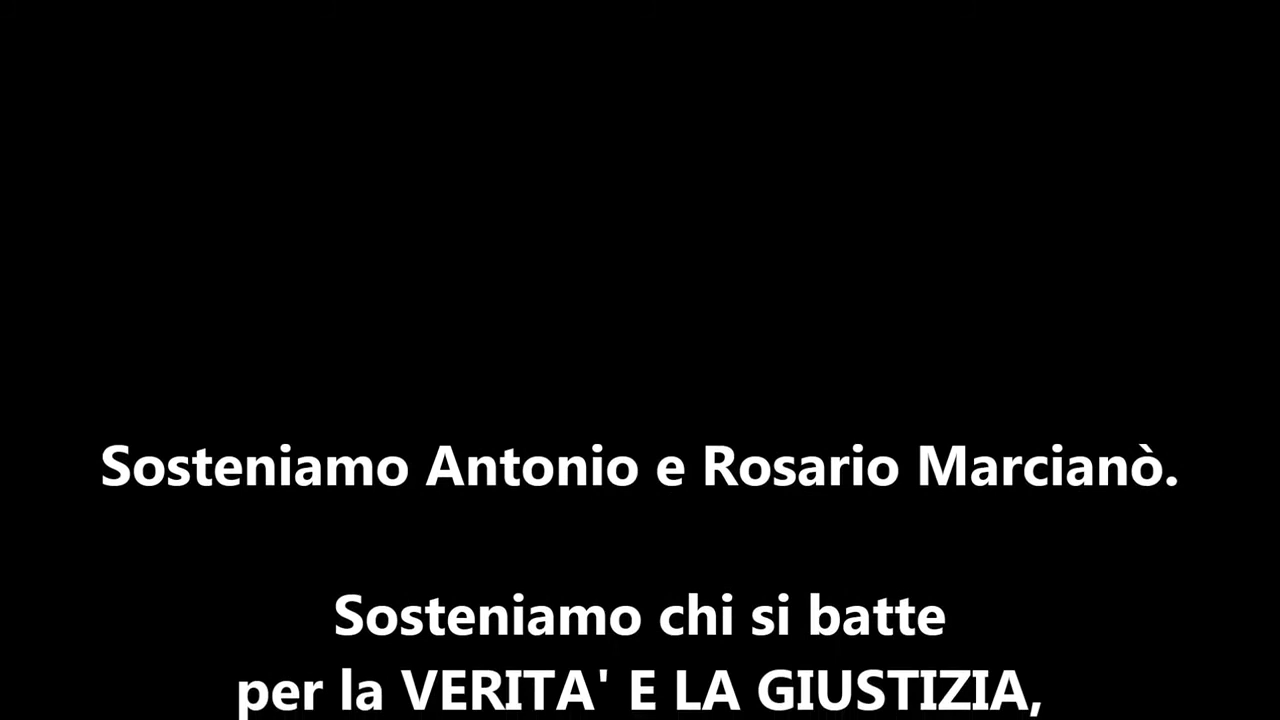 Sosteniamo Antonio e Rosario Marcianò.
Sosteniamo chi si batte
per la VERITA' E LA GIUSTIZIA,